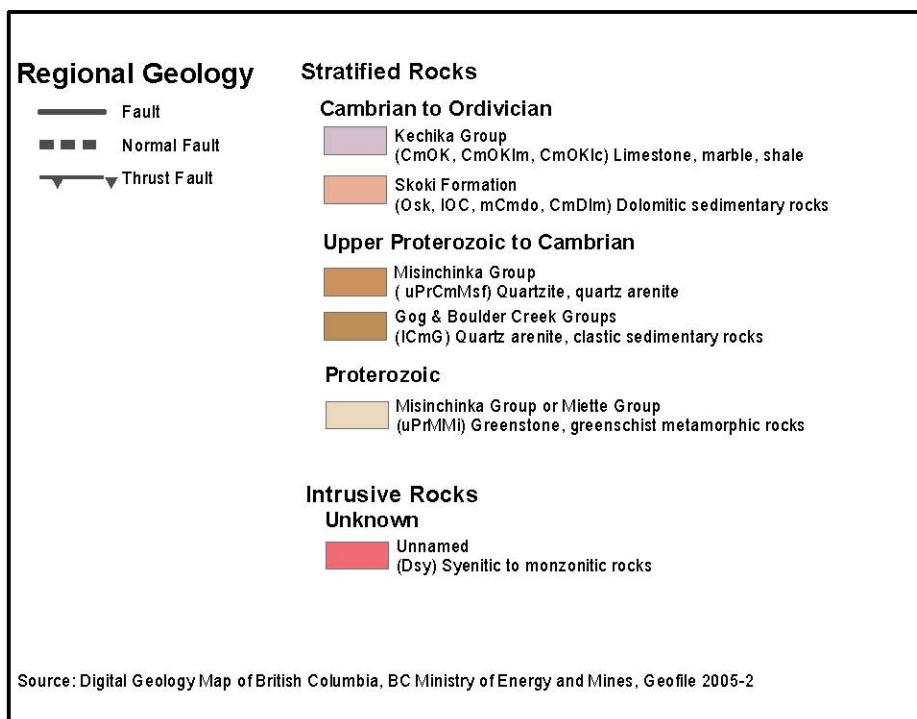 Regional Geology
Fault
Normal Fault
Thrust Fault
Stratified Rocks
Cambrian to Ordivician
Kechika Group
(CmOK, CmOKlm, CmOKlc) Limestone, marble, shale
Skoki Formation
(Osk, lOC, mCmdo, CmDlm) Dolomitic sedimentary rocks
Upper Proterozoic to Cambrian
Misinchinka Group
( uPrCmMsf) Quartzite, quartz arenite
Gog & Boulder Creek Groups
(lCmG) Quartz arenite, clastic sedimentary rocks
Proterozoic
Misinchinka Group or Miette Group
(uPrMMi) Greenstone, greenschist metamorphic rocks
Intrusive Rocks
Unknown
Unnamed
(Dsy) Syenitic to monzonitic rocks
Source: Digital Geology Map of British Columbia, BC Ministry of Energy and Mines, Geofile 2005-2